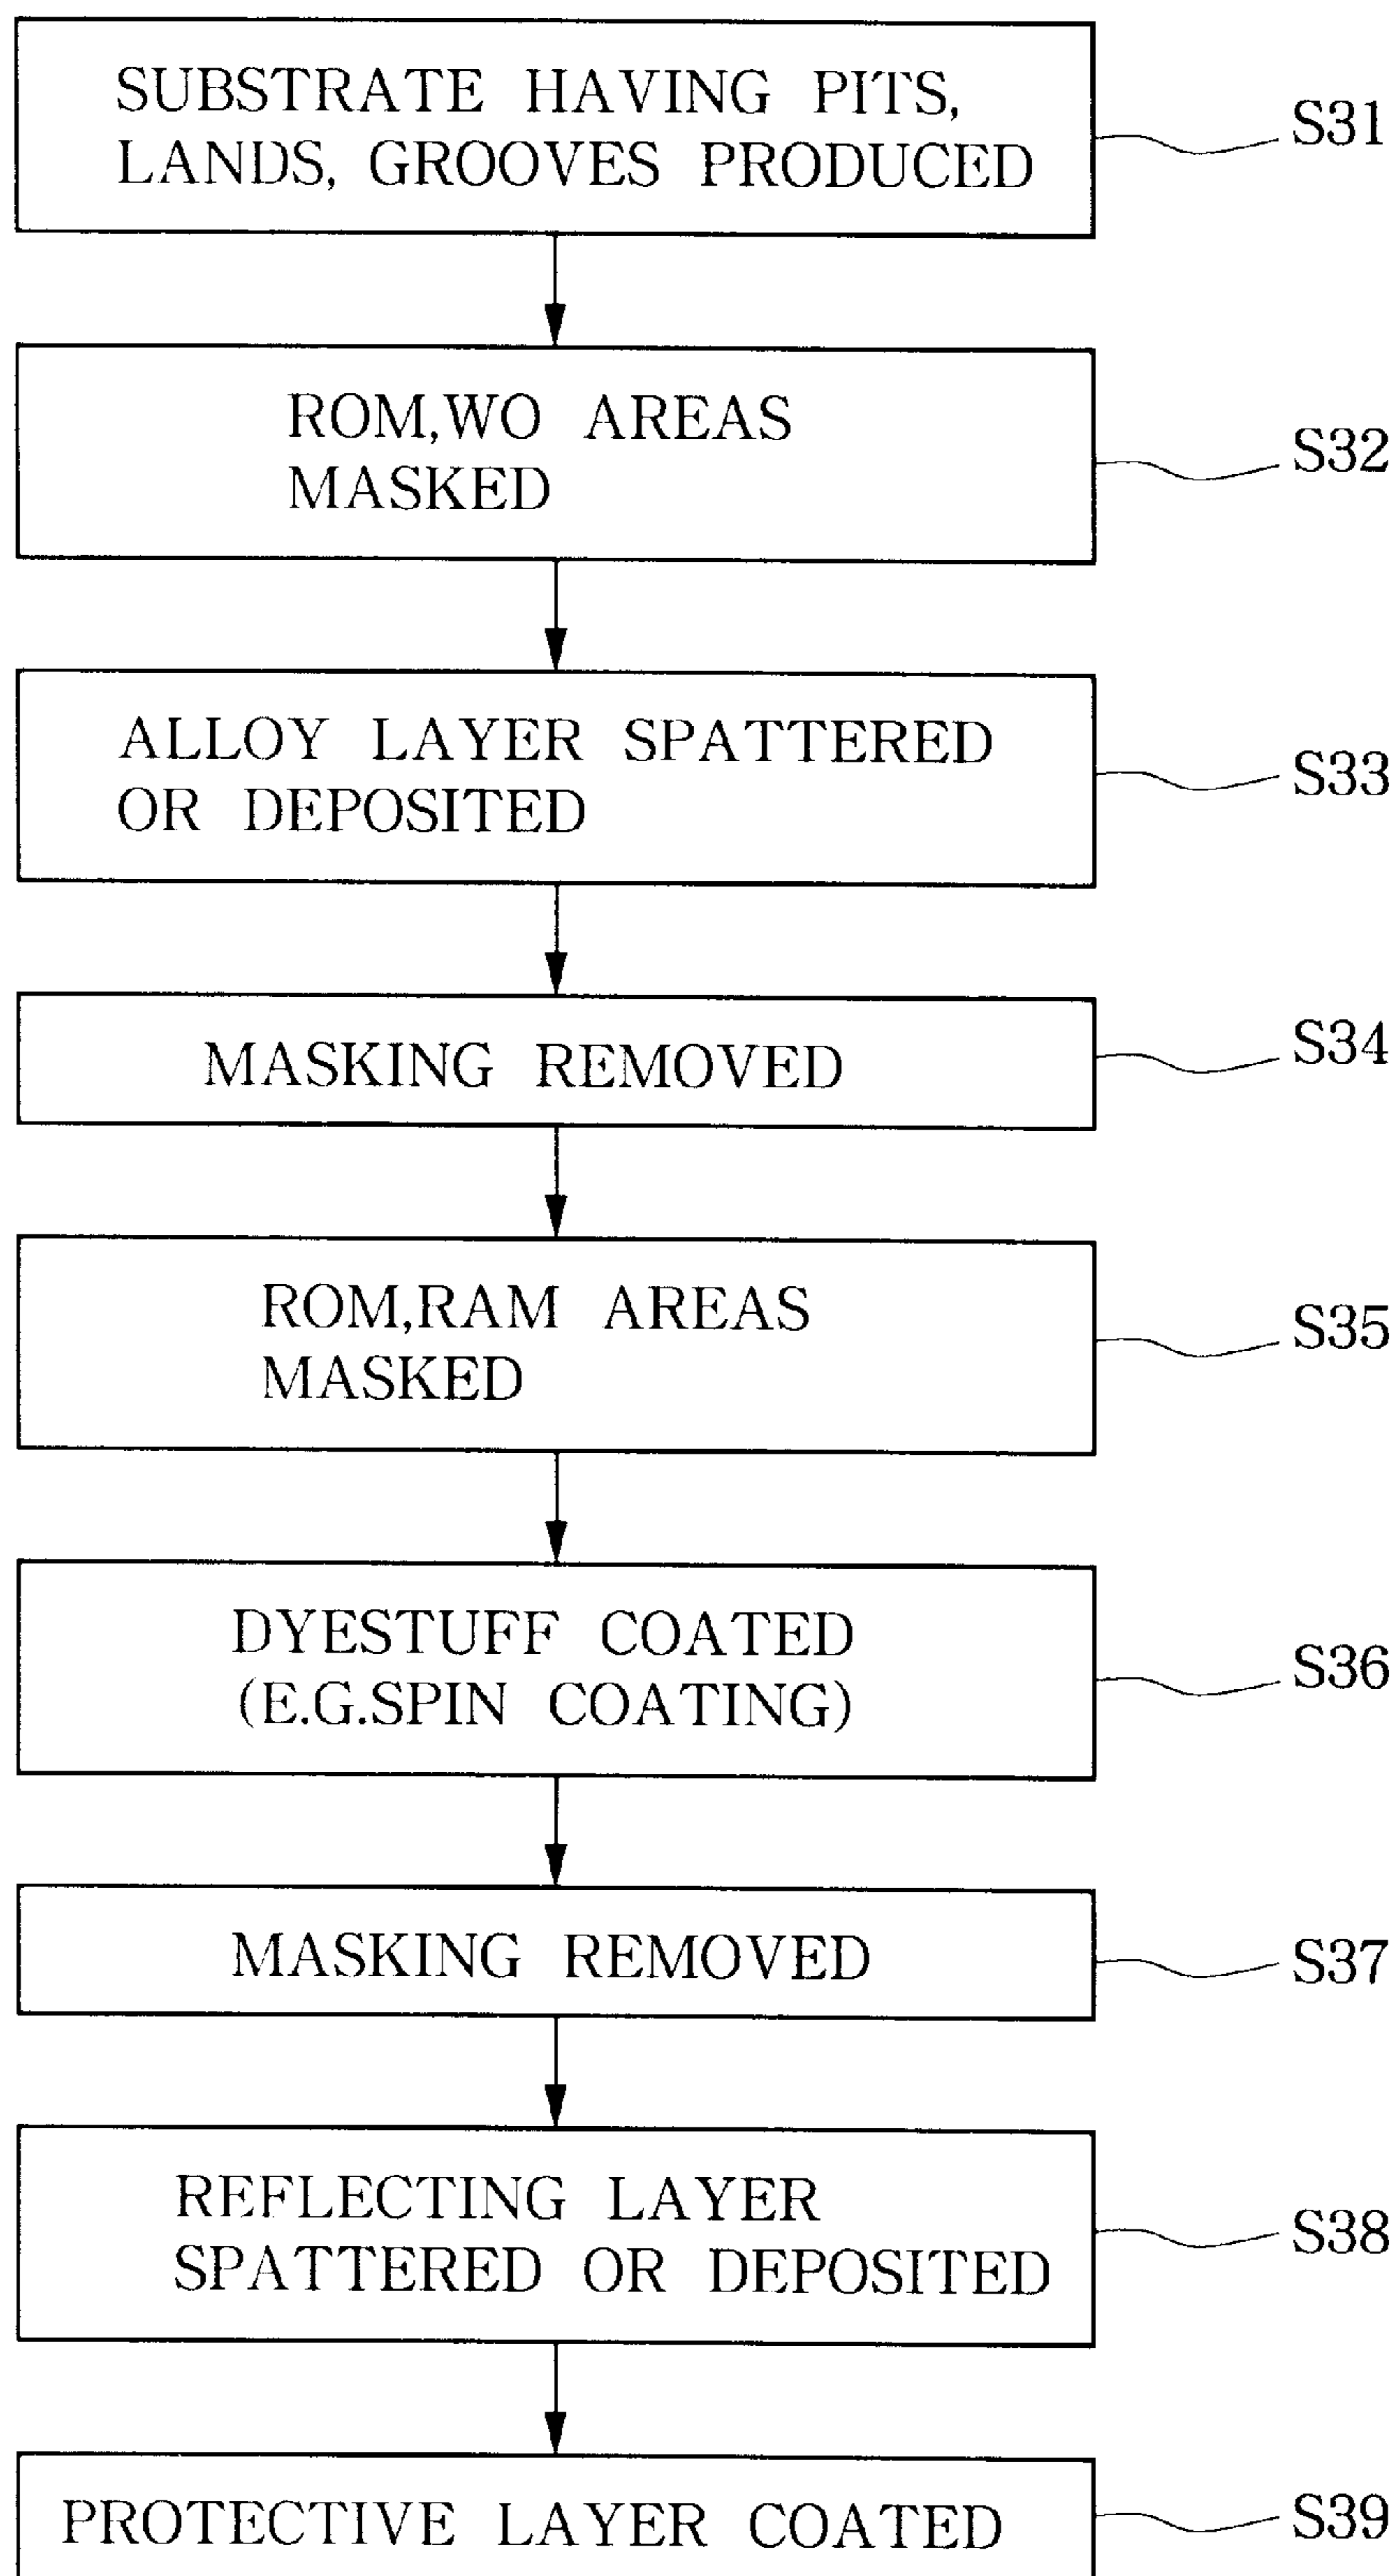 SUBSTRATE HAVING PITS,
LANDS, GROOVES PRODUCED
S31
ROM,WO AREAS
MASKED
S32
ALLOY LAYER SPATTERED
OR DEPOSITED
S33
MASKING REMOVED
S34
ROM,RAM AREAS
MASKED
S35
DYESTUFF COATED
(E.G.SPIN COATING)
S36
MASKING REMOVED
S37
REFLECTING LAYER
SPATTERED OR DEPOSITED
S38
PROTECTIVE LAYER COATED
S39